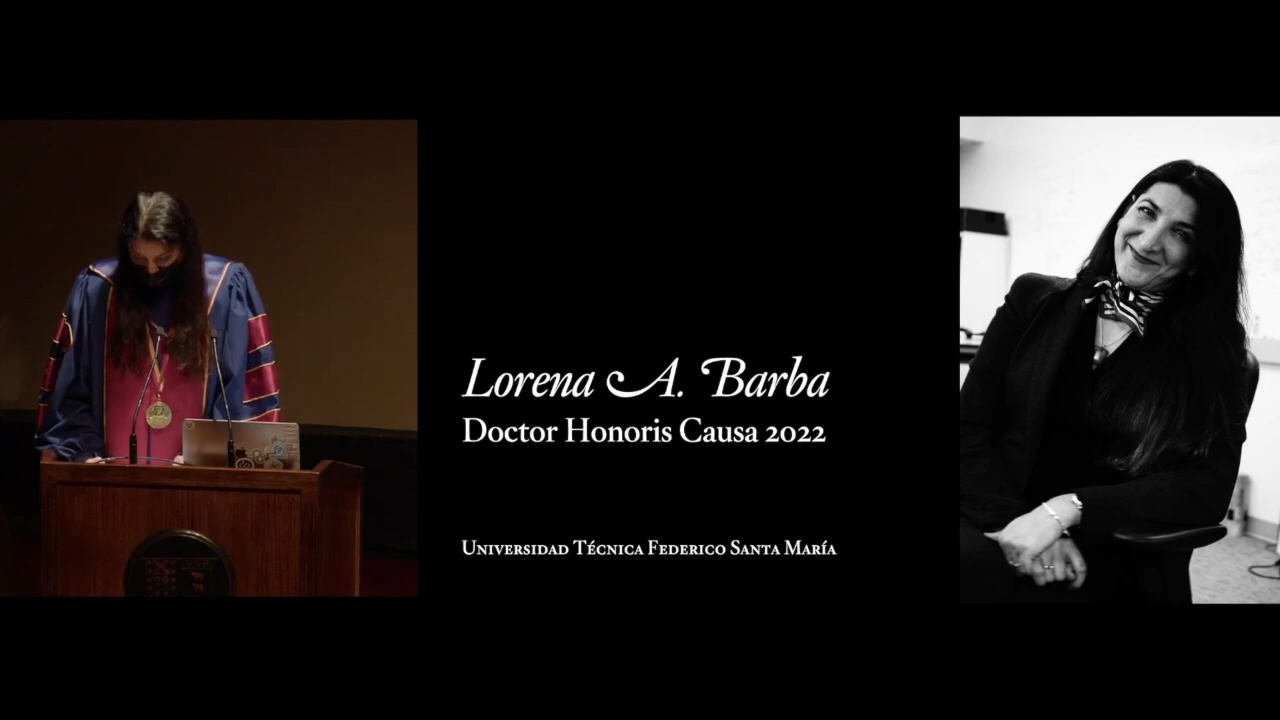 Lorena A. Barba
Doctor Honoris Causa 2022
Universidad Técnica Federico Santa María